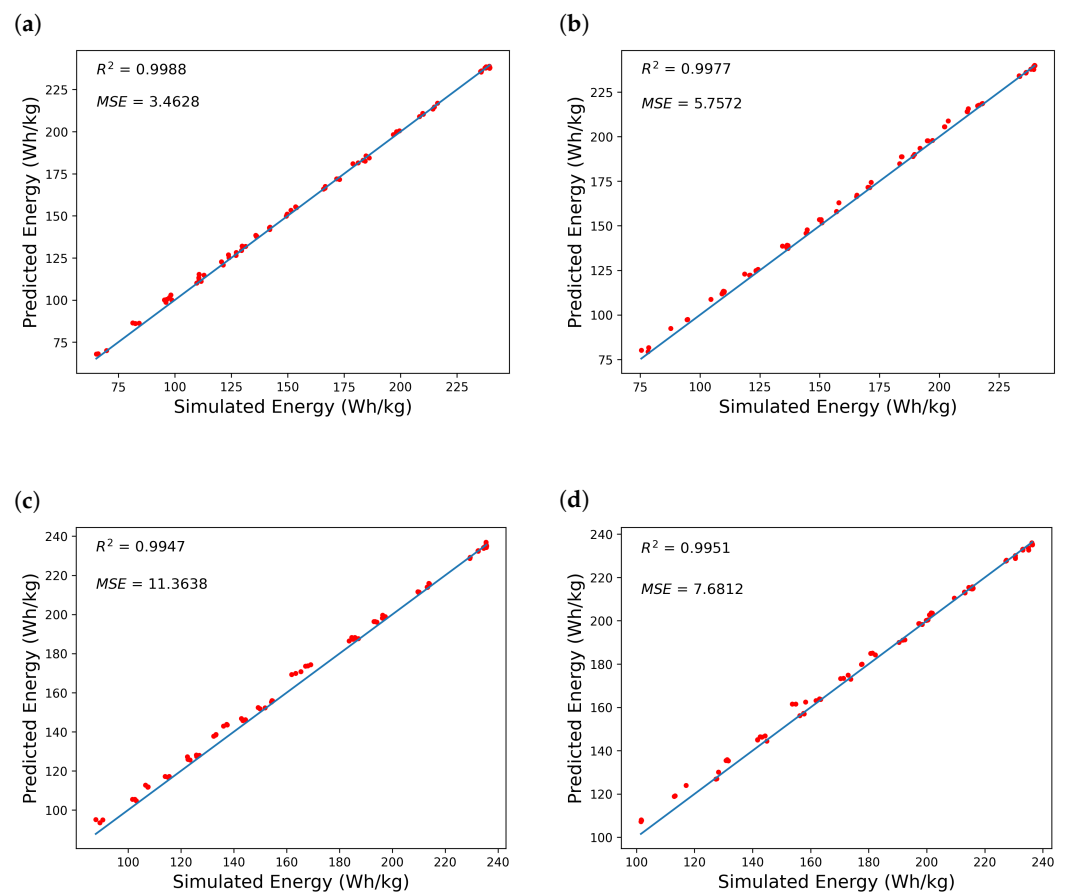 (a)
R² = 0.9988
MSE = 3.4628
225
200
175
150
125
100
75
Predicted Energy (Wh/kg)
75 100 125 150 175 200 225
Simulated Energy (Wh/kg)
(b)
R² = 0.9977
MSE = 5.7572
225
200
175
150
125
100
75
Predicted Energy (Wh/kg)
75 100 125 150 175 200 225
Simulated Energy (Wh/kg)
(c)
R² = 0.9947
MSE = 11.3638
240
220
200
180
160
140
120
100
Predicted Energy (Wh/kg)
100 120 140 160 180 200 220 240
Simulated Energy (Wh/kg)
(d)
R² = 0.9951
MSE = 7.6812
240
220
200
180
160
140
120
100
Predicted Energy (Wh/kg)
100 120 140 160 180 200 220 240
Simulated Energy (Wh/kg)